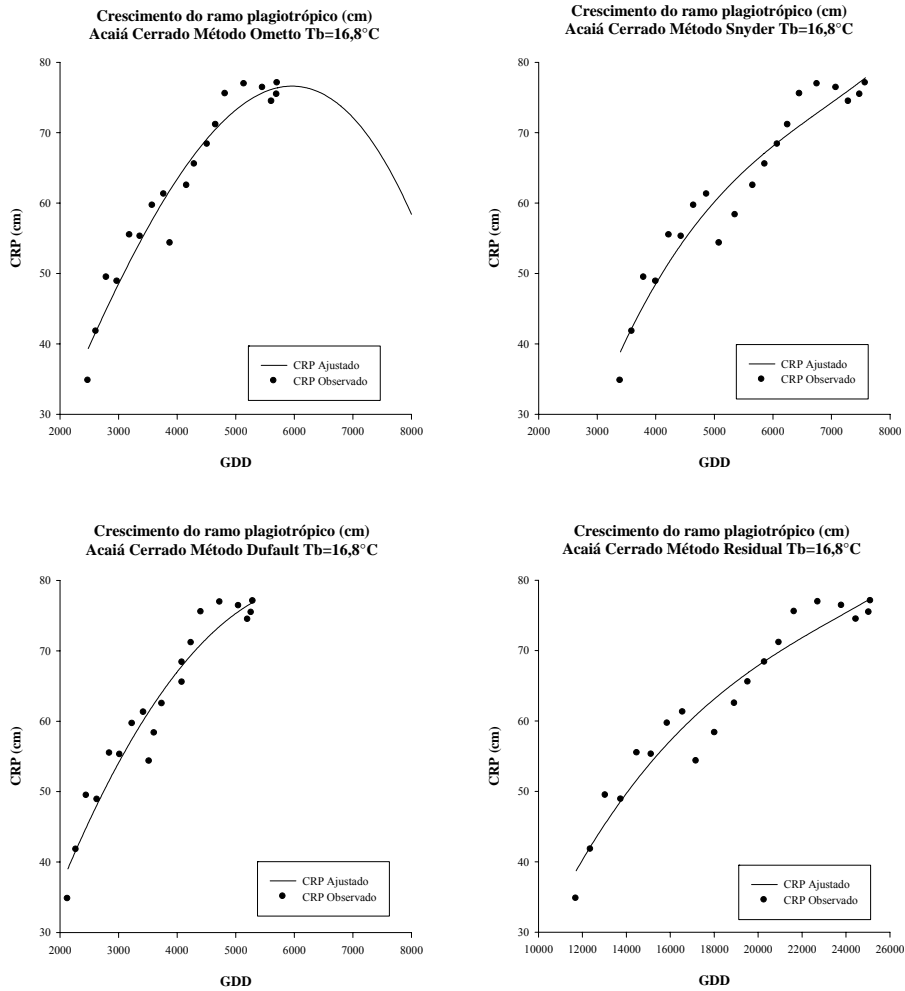 Crescimento do ramo plagiotrópico (cm)
Acaiá Cerrado Método Ometto Tb=16,8°C
CRP (cm)
80
70
60
50
40
30
CRP Ajustado
CRP Observado
2000 3000 4000 5000 6000 7000 8000
GDD
Crescimento do ramo plagiotrópico (cm)
Acaiá Cerrado Método Snyder Tb=16,8°C
CRP (cm)
80
70
60
50
40
30
CRP Ajustado
CRP Observado
2000 3000 4000 5000 6000 7000 8000
GDD
Crescimento do ramo plagiotrópico (cm)
Acaiá Cerrado Método Dufault Tb=16,8°C
CRP (cm)
80
70
60
50
40
30
CRP Ajustado
CRP Observado
2000 3000 4000 5000 6000 7000 8000
GDD
Crescimento do ramo plagiotrópico (cm)
Acaiá Cerrado Método Residual Tb=16,8°C
CRP (cm)
80
70
60
50
40
30
CRP Ajustado
CRP Observado
10000 12000 14000 16000 18000 20000 22000 24000 26000
GDD